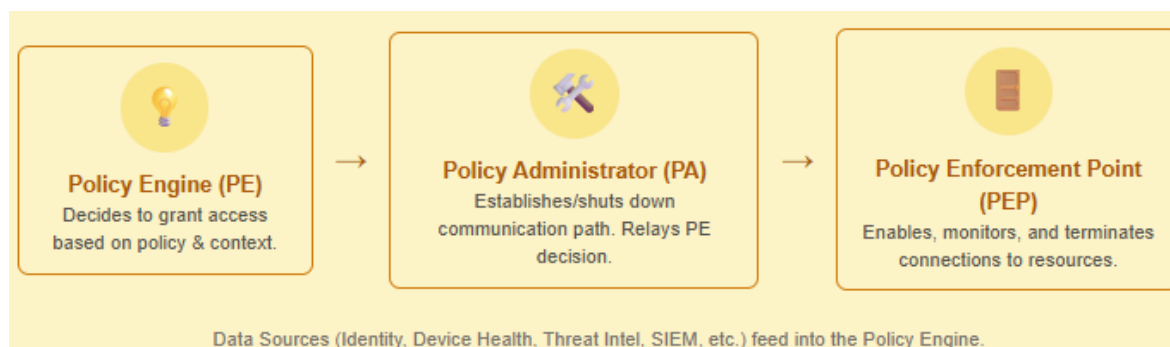 Policy Engine (PE)
Decides to grant access
based on policy & context.
→
Policy Administrator (PA)
Establishes/shuts down
communication path. Relays PE
decision.
→
Policy Enforcement Point
(PEP)
Enables, monitors, and terminates
connections to resources.
Data Sources (Identity, Device Health, Threat Intel, SIEM, etc.) feed into the Policy Engine.